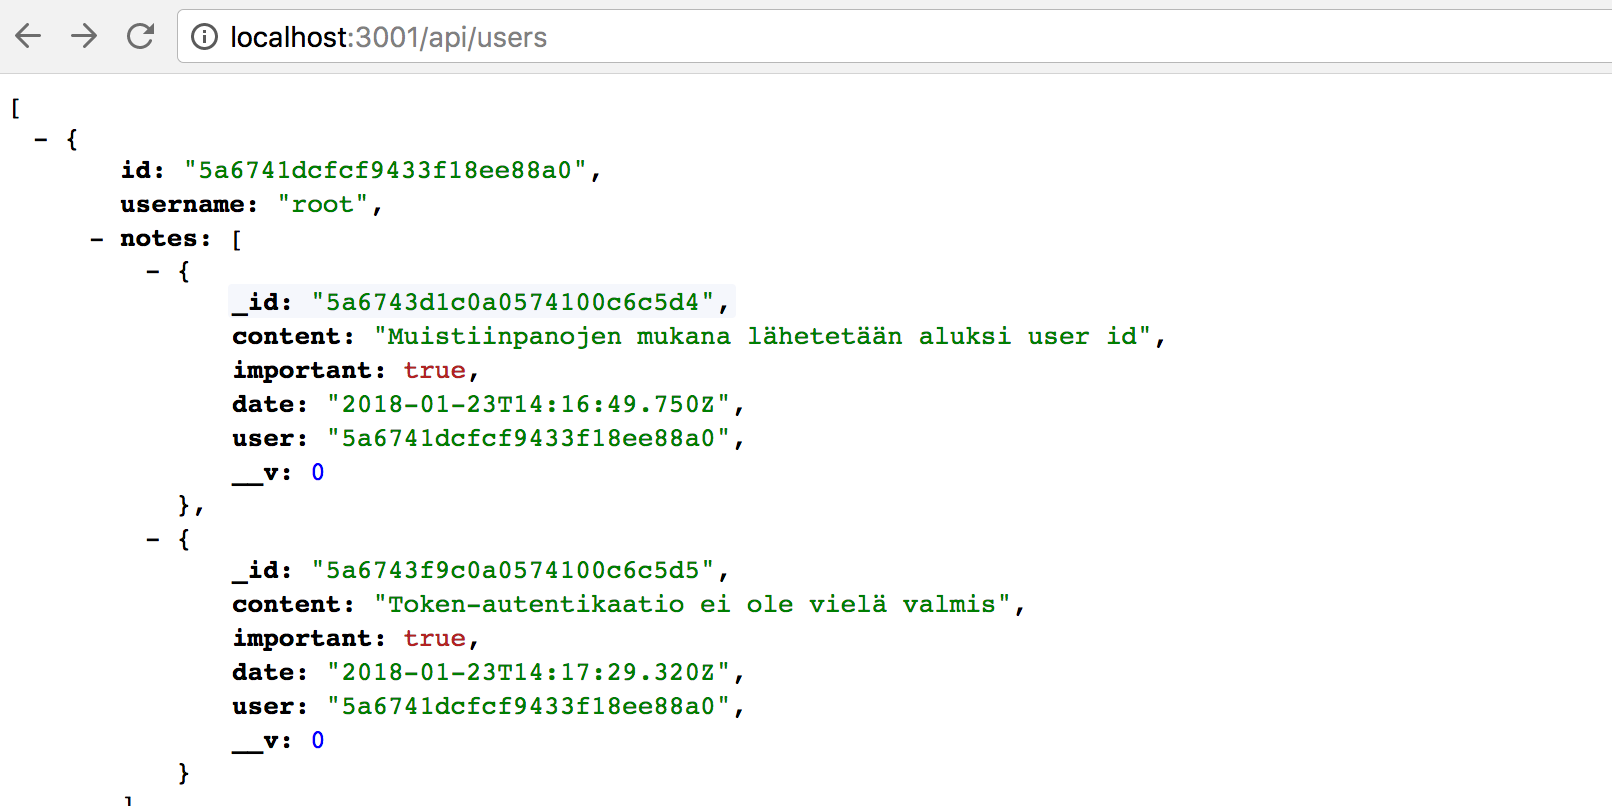 localhost:3001/api/users
[
- {
id: "5a6741dcfcf9433f18ee88a0",
username: "root",
- notes: [
- {
_id: "5a6743d1c0a0574100c6c5d4",
content: "Muistiinpanojen mukana lähetetään aluksi user id",
important: true,
date: "2018-01-23T14:16:49.750Z",
user: "5a6741dcfcf9433f18ee88a0",
__v: 0
},
- {
_id: "5a6743f9c0a0574100c6c5d5",
content: "Token-autentikaatio ei ole vielä valmis",
important: true,
date: "2018-01-23T14:17:29.320Z",
user: "5a6741dcfcf9433f18ee88a0",
__v: 0
}
]